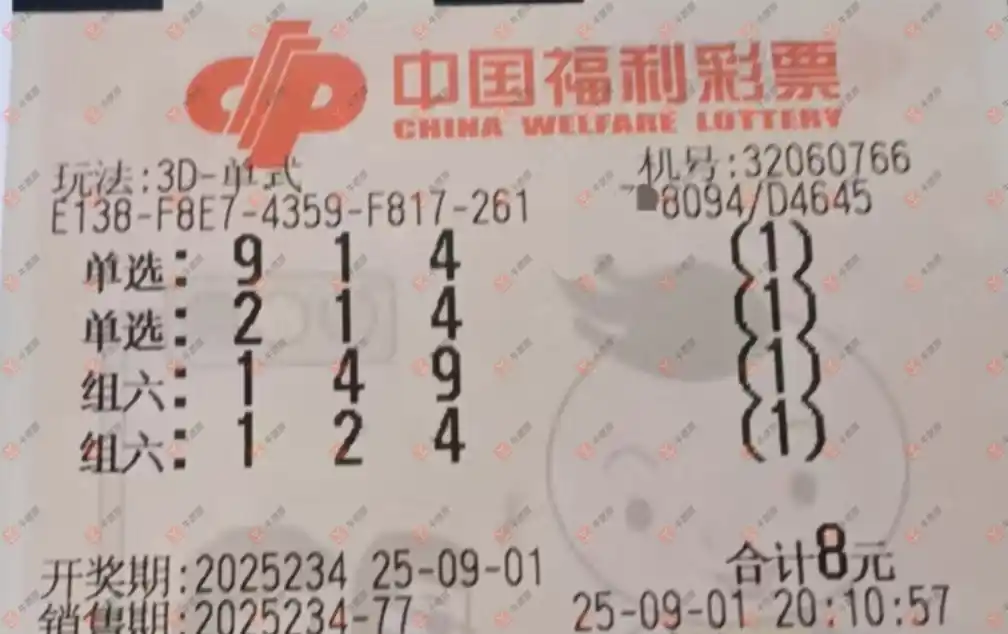 中国福利彩票
CHINA WELFARE LOTTERY
玩法:3D-单式 机号:32060766
E138-F8E7-4359-F817-261 8094/D4645
单选: 9 1 4 (1)
单选: 2 1 4 (1)
组六: 1 4 9 (1)
组六: 1 2 4 (1)
合计8元
开奖期:2025234 25-09-01
销售期:2025234-77 25-09-01 20:10:57